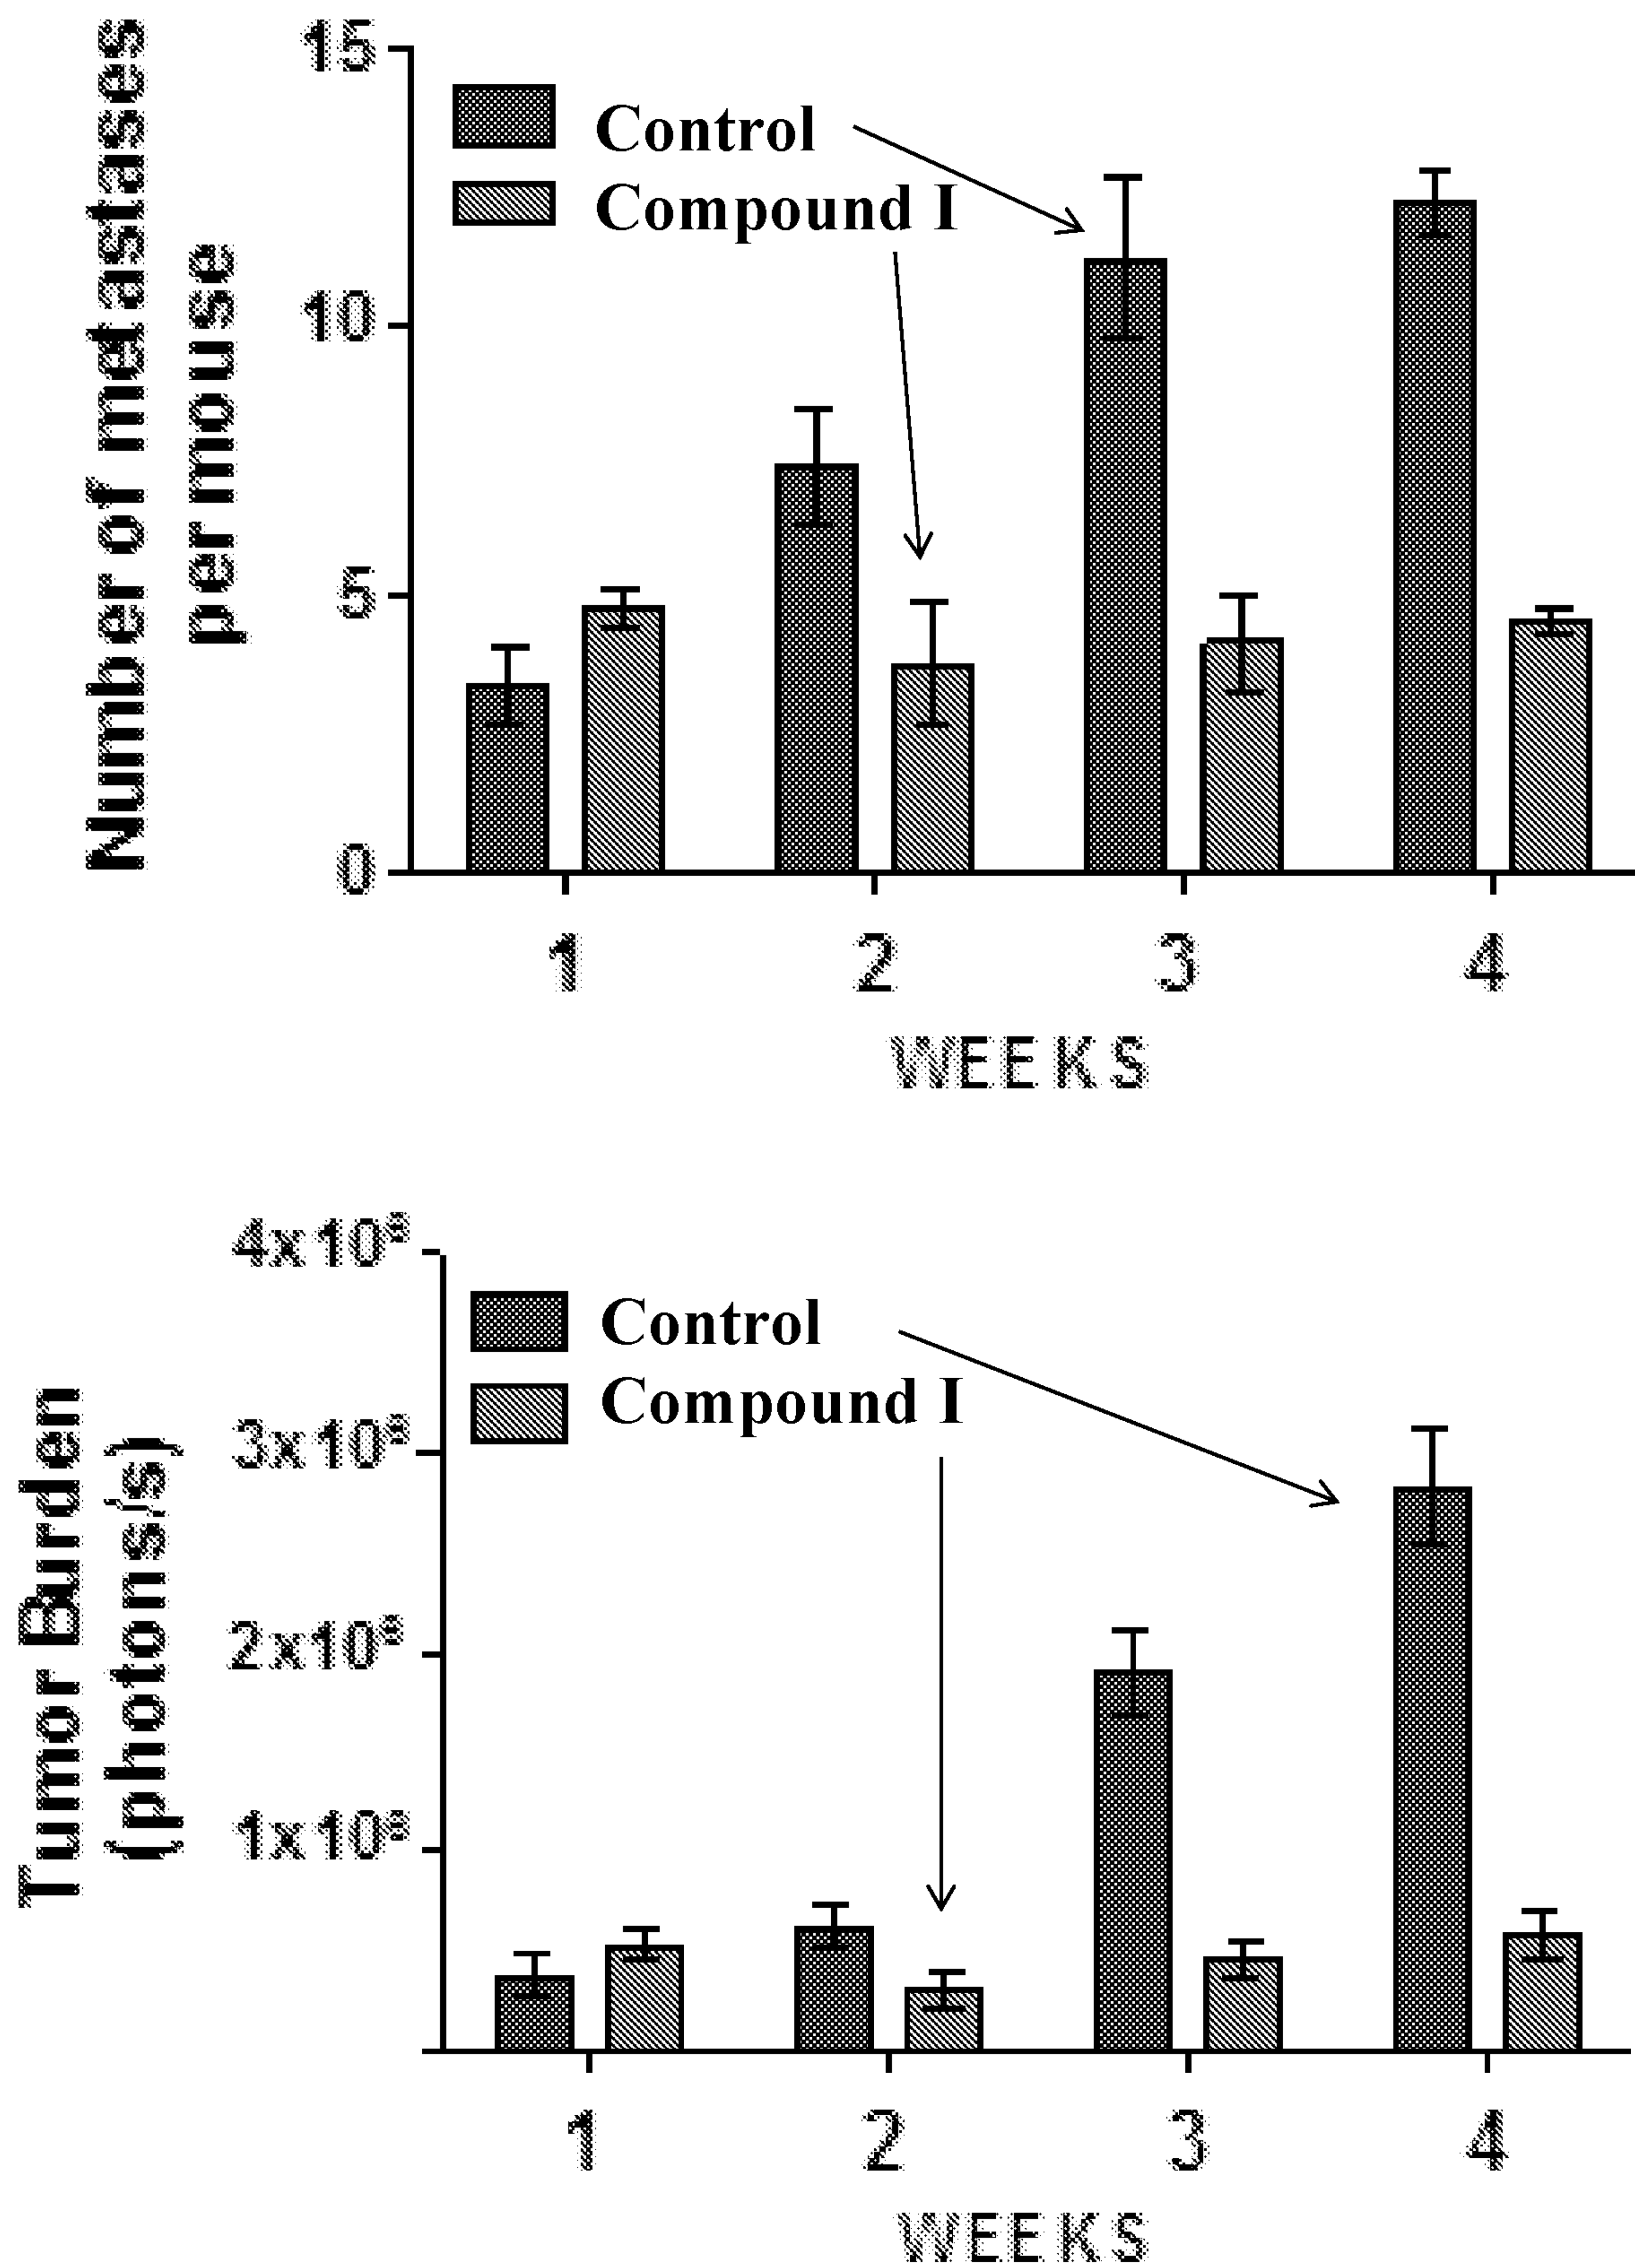 Number of metastases
per mouse
15
10
5
0
Control
Compound I
1 2 3 4
WEEKS
Tumor Burden
(photons/s)
4x10⁸
3x10⁸
2x10⁸
1x10⁸
Control
Compound I
1 2 3 4
WEEKS